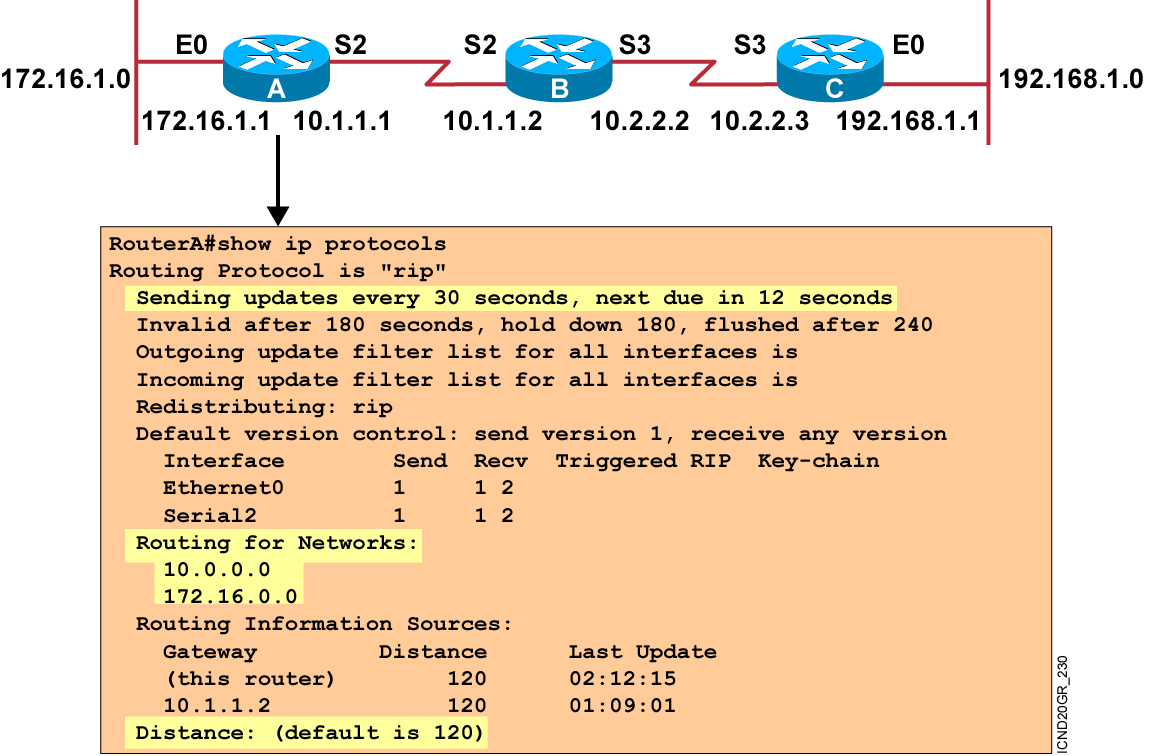 E0 S2 S2 S3 S3 E0
172.16.1.0 A B C 192.168.1.0
172.16.1.1 10.1.1.1 10.1.1.2 10.2.2.2 10.2.2.3 192.168.1.1
RouterA#show ip protocols
Routing Protocol is "rip"
Sending updates every 30 seconds, next due in 12 seconds
Invalid after 180 seconds, hold down 180, flushed after 240
Outgoing update filter list for all interfaces is
Incoming update filter list for all interfaces is
Redistributing: rip
Default version control: send version 1, receive any version
Interface Send Recv Triggered RIP Key-chain
Ethernet0 1 1 2
Serial2 1 1 2
Routing for Networks:
10.0.0.0
172.16.0.0
Routing Information Sources:
Gateway Distance Last Update
(this router) 120 02:12:15
10.1.1.2 120 01:09:01
Distance: (default is 120)
ICND20GR_230